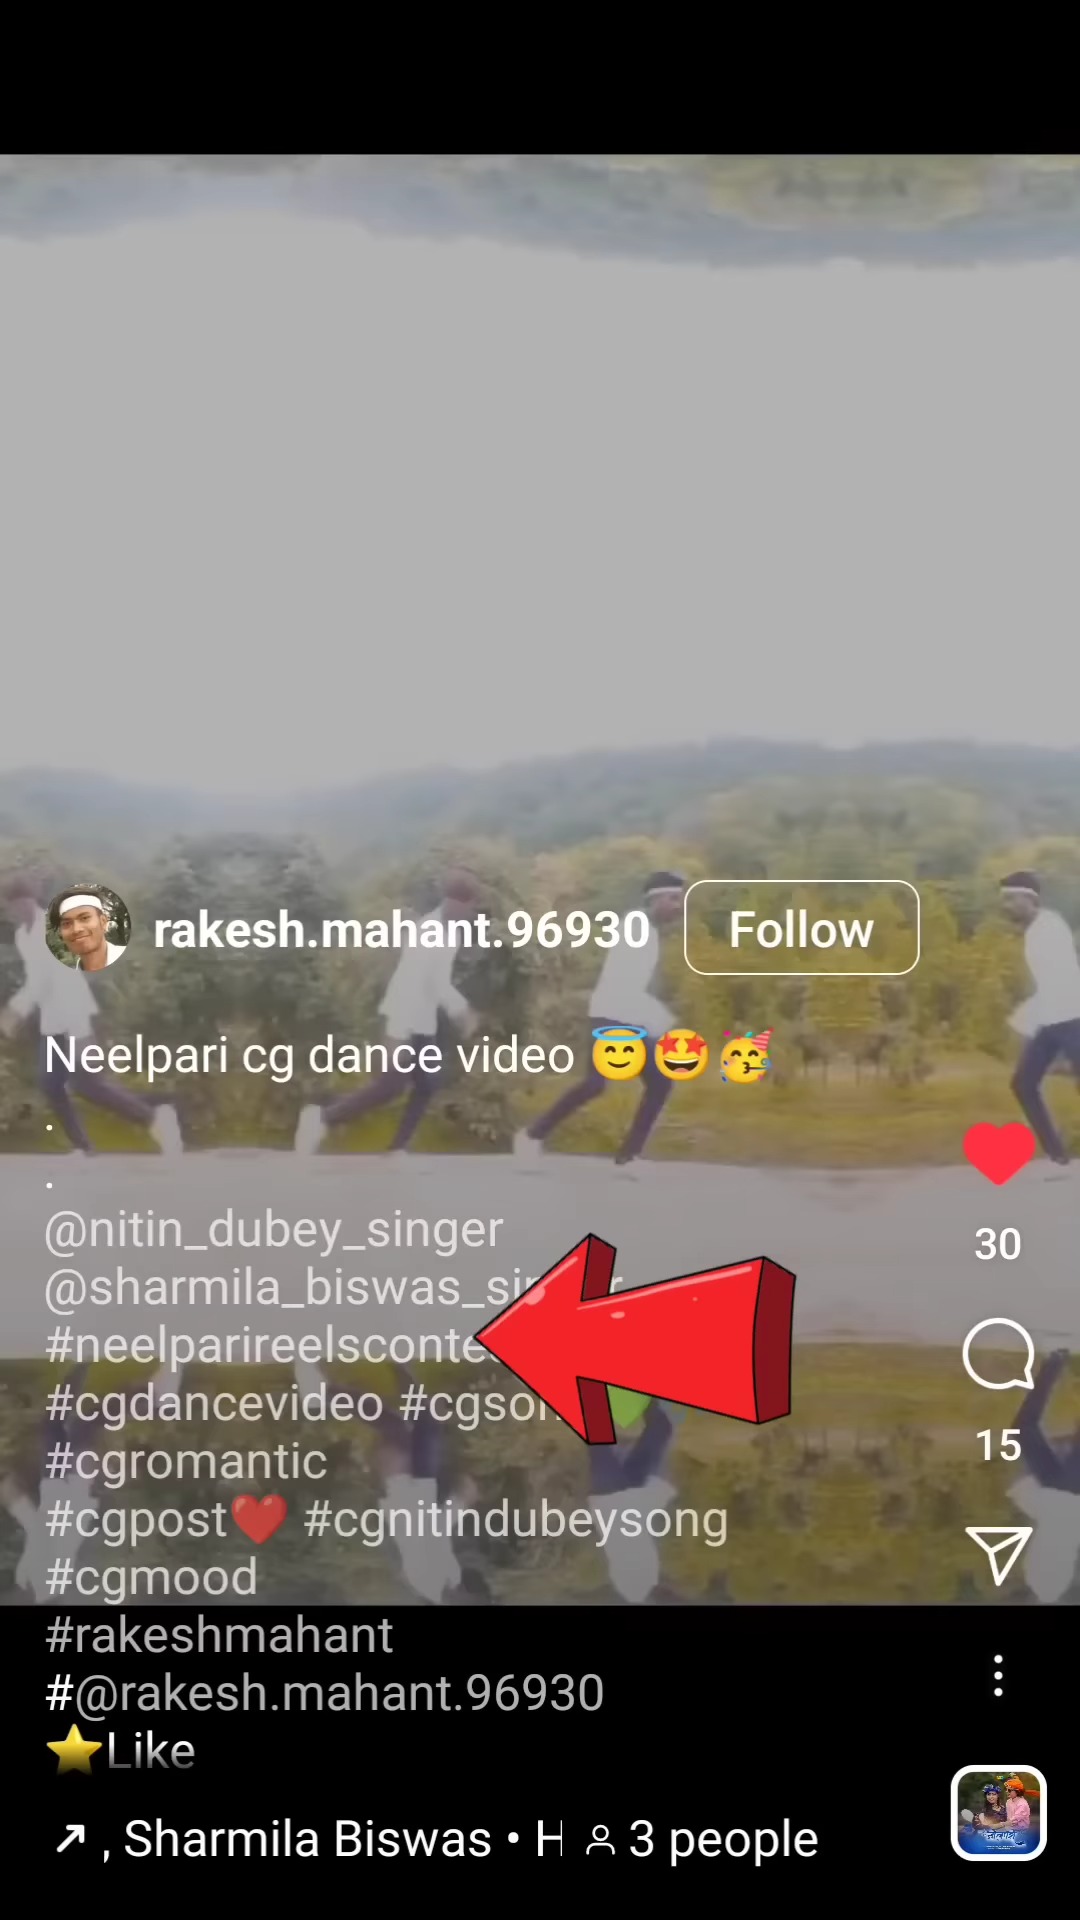 rakesh.mahant.96930 Follow
Neelpari cg dance video 😇🤩🥳
.
.
@nitin_dubey_singer
@sharmila_biswas_si
#neelparireelsconte
#cgdancevideo #cgson
#cgromantic
#cgpost❤️ #cgnitindubeysong
#cgmood
#rakeshmahant
#@rakesh.mahant.96930
⭐Like
30
15
, Sharmila Biswas • H 3 people